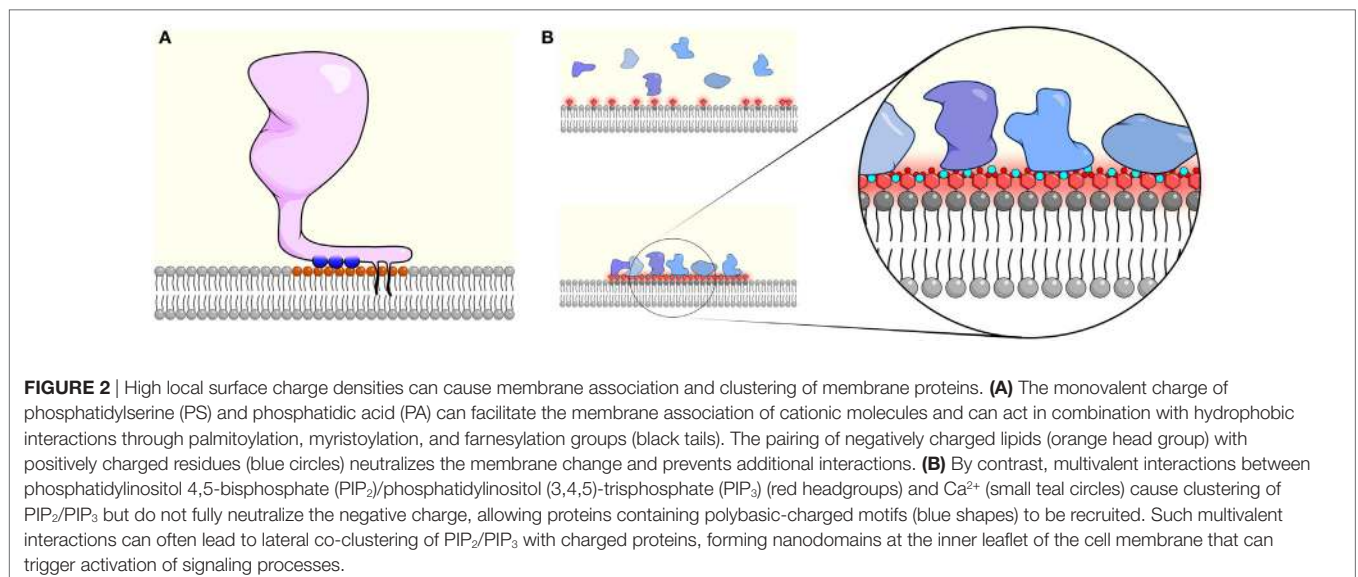 A
B
FIGURE 2 | High local surface charge densities can cause membrane association and clustering of membrane proteins. (A) The monovalent charge of
phosphatidylserine (PS) and phosphatidic acid (PA) can facilitate the membrane association of cationic molecules and can act in combination with hydrophobic
interactions through palmitoylation, myristoylation, and farnesylation groups (black tails). The pairing of negatively charged lipids (orange head group) with
positively charged residues (blue circles) neutralizes the membrane change and prevents additional interactions. (B) By contrast, multivalent interactions between
phosphatidylinositol 4,5-bisphosphate (PIP₂)/phosphatidylinositol (3,4,5)-trisphosphate (PIP₃) (red headgroups) and Ca²⁺ (small teal circles) cause clustering of
PIP₂/PIP₃ but do not fully neutralize the negative charge, allowing proteins containing polybasic-charged motifs (blue shapes) to be recruited. Such multivalent
interactions can often lead to lateral co-clustering of PIP₂/PIP₃ with charged proteins, forming nanodomains at the inner leaflet of the cell membrane that can
trigger activation of signaling processes.